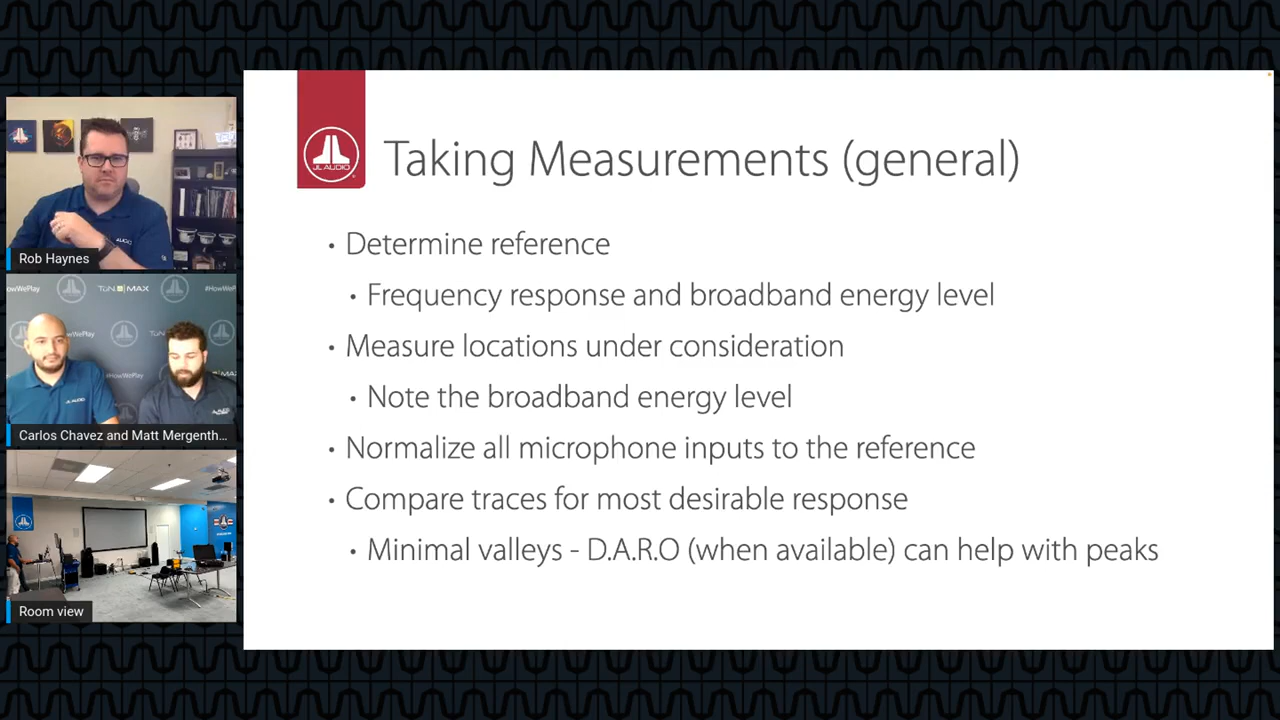 Taking Measurements (general)
JL AUDIO
• Determine reference
• Frequency response and broadband energy level
• Measure locations under consideration
• Note the broadband energy level
• Normalize all microphone inputs to the reference
• Compare traces for most desirable response
• Minimal valleys - D.A.R.O (when available) can help with peaks
Rob Haynes
#HowWePlay
Carlos Chavez and Matt Mergenth...
Room view